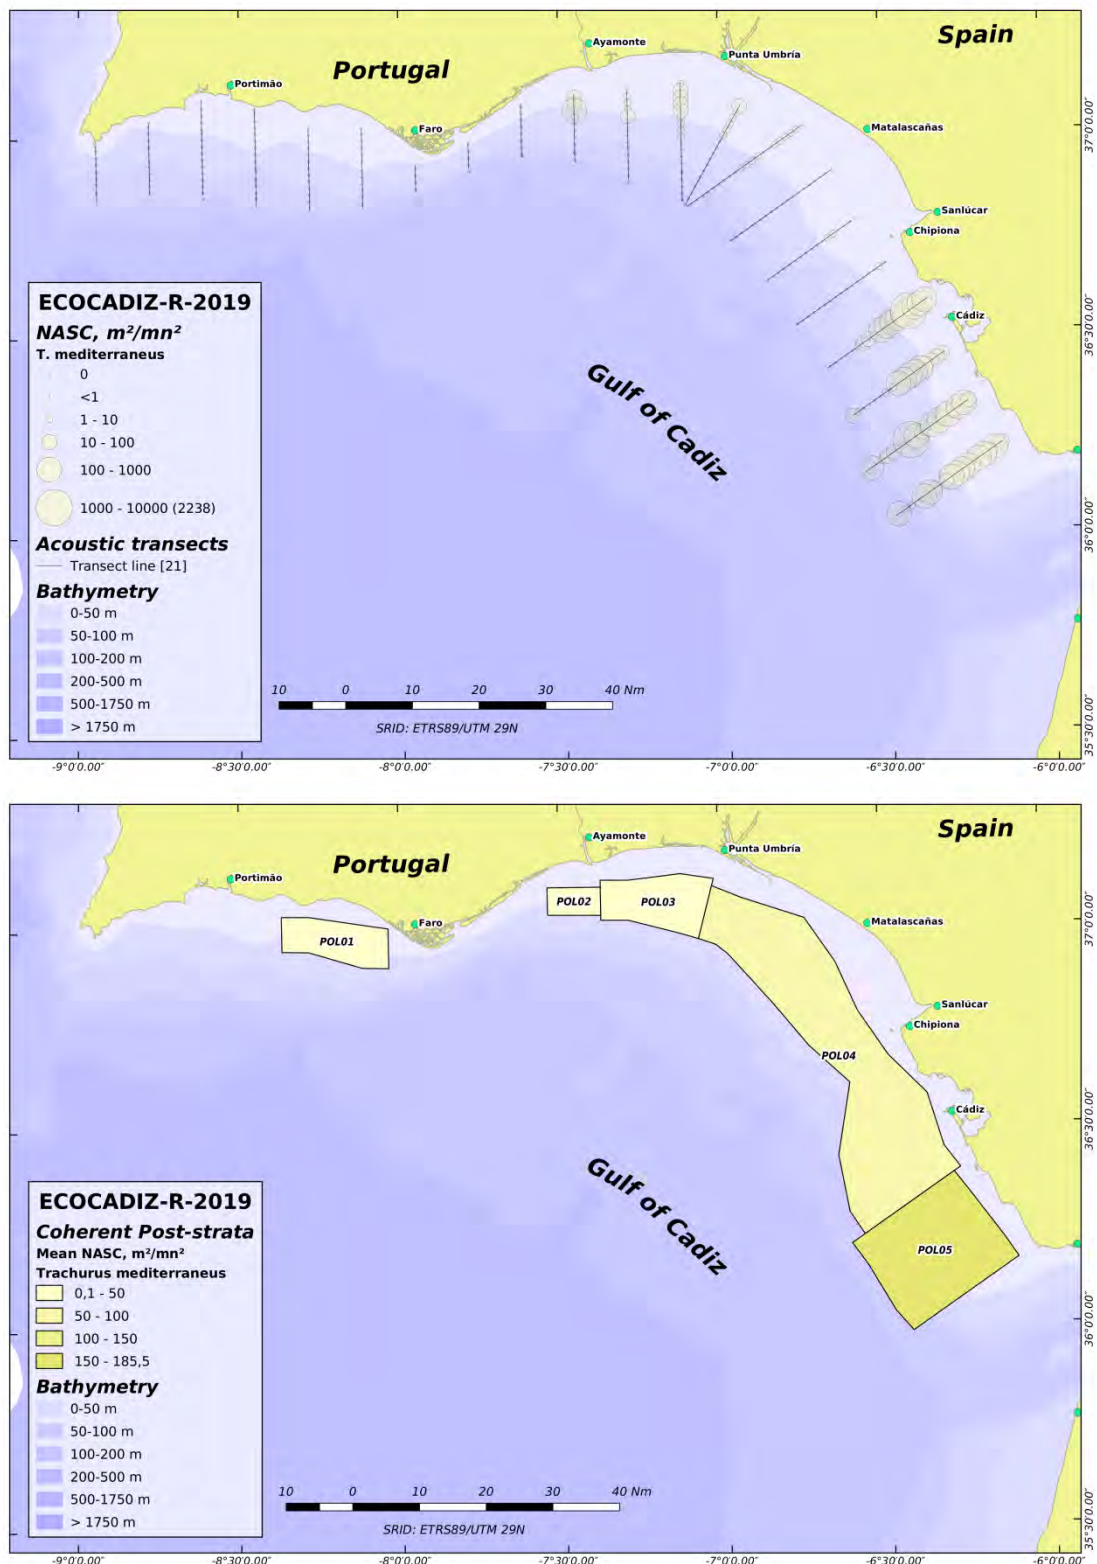 Spain
Portugal
Ayamonte
Punta Umbría
Portimão
Faro
Matalascañas
Sanlúcar
Chipiona
Cádiz
Gulf of Cadiz
37°0'0.00"
36°30'0.00"
36°0'0.00"
35°30'0.00"
ECOCADIZ-R-2019
NASC, m²/mn²
T. mediterraneus
0
<1
1 - 10
10 - 100
100 - 1000
1000 - 10000 (2238)
Acoustic transects
Transect line [21]
Bathymetry
0-50 m
50-100 m
100-200 m
200-500 m
500-1750 m
> 1750 m
10 0 10 20 30 40 Nm
SRID: ETRS89/UTM 29N
-9°0'0.00" -8°30'0.00" -8°0'0.00" -7°30'0.00" -7°0'0.00" -6°30'0.00" -6°0'0.00"
Spain
Portugal
Ayamonte
Punta Umbría
Portimão
Faro
Matalascañas
Sanlúcar
Chipiona
Cádiz
POL01
POL02
POL03
POL04
POL05
Gulf of Cadiz
37°0'0.00"
36°30'0.00"
36°0'0.00"
35°30'0.00"
ECOCADIZ-R-2019
Coherent Post-strata
Mean NASC, m²/mn²
Trachurus mediterraneus
0,1 - 50
50 - 100
100 - 150
150 - 185,5
Bathymetry
0-50 m
50-100 m
100-200 m
200-500 m
500-1750 m
> 1750 m
10 0 10 20 30 40 Nm
SRID: ETRS89/UTM 29N
-9°0'0.00" -8°30'0.00" -8°0'0.00" -7°30'0.00" -7°0'0.00" -6°30'0.00" -6°0'0.00"